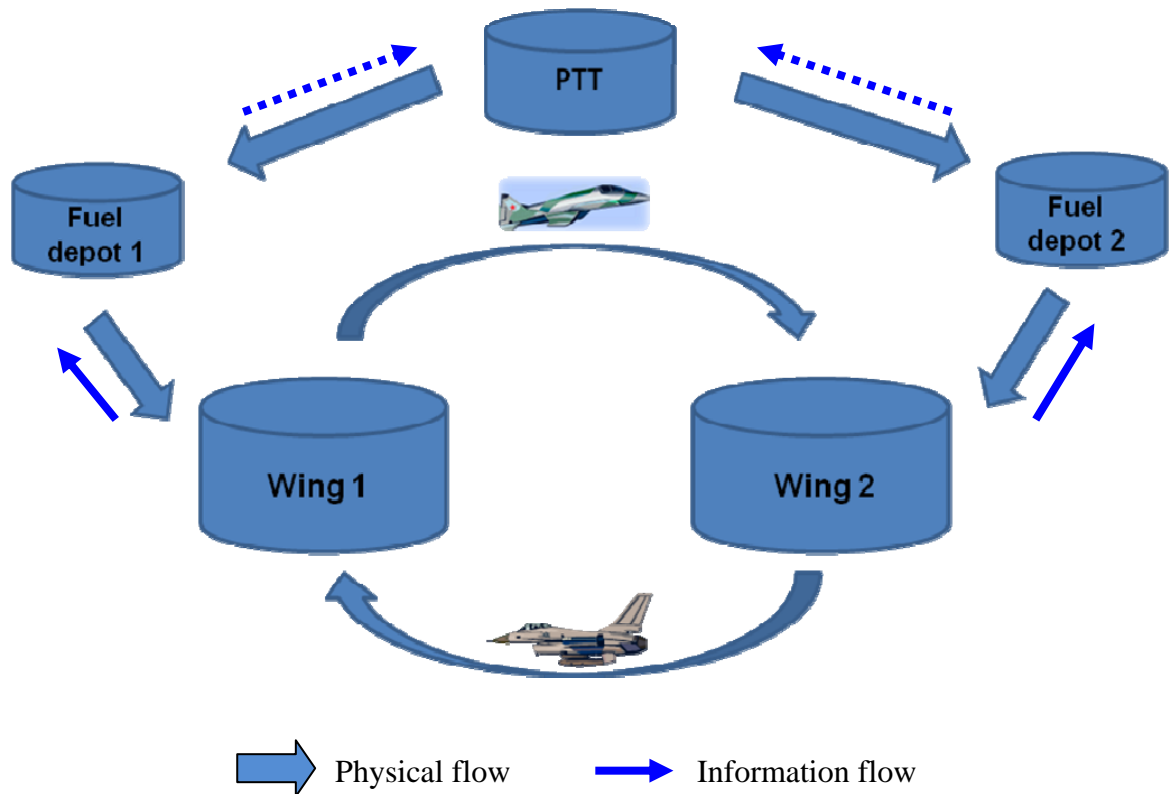 PTT
Fuel
depot 1
Fuel
depot 2
Wing 1
Wing 2
Physical flow
Information flow